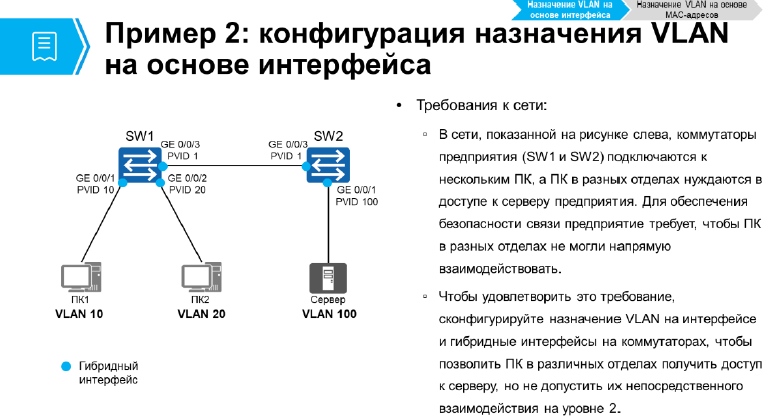 Назначение VLAN на
основе интерфейса
Назначение VLAN на основе
MAC-адресов
Пример 2: конфигурация назначения VLAN
на основе интерфейса
SW1
GE 0/0/3
PVID 1
GE 0/0/1
PVID 10
GE 0/0/2
PVID 20
GE 0/0/3
PVID 1
SW2
GE 0/0/1
PVID 100
ПК1
VLAN 10
ПК2
VLAN 20
Сервер
VLAN 100
Гибридный
интерфейс
• Требования к сети:
▫ В сети, показанной на рисунке слева, коммутаторы
предприятия (SW1 и SW2) подключаются к
нескольким ПК, а ПК в разных отделах нуждаются в
доступе к серверу предприятия. Для обеспечения
безопасности связи предприятие требует, чтобы ПК
в разных отделах не могли напрямую
взаимодействовать.
▫ Чтобы удовлетворить это требование,
сконфигурируйте назначение VLAN на интерфейсе
и гибридные интерфейсы на коммутаторах, чтобы
позволить ПК в различных отделах получить доступ
к серверу, но не допустить их непосредственного
взаимодействия на уровне 2.